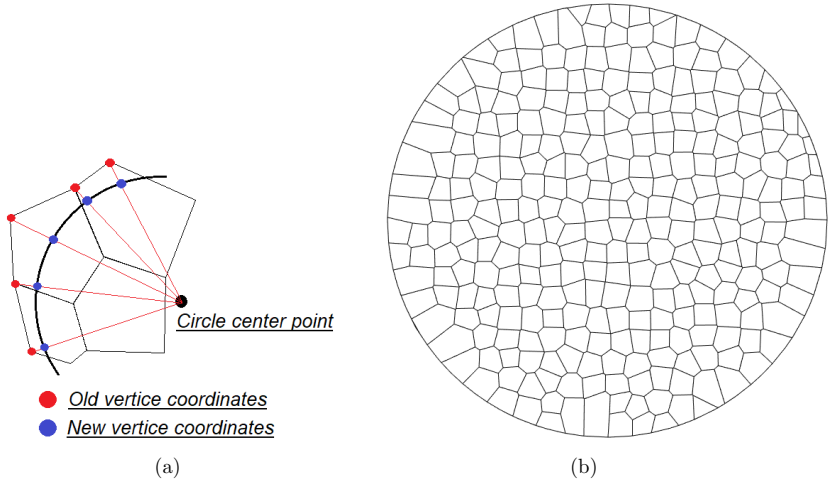 Circle center point
Old vertice coordinates
New vertice coordinates
(a)
(b)